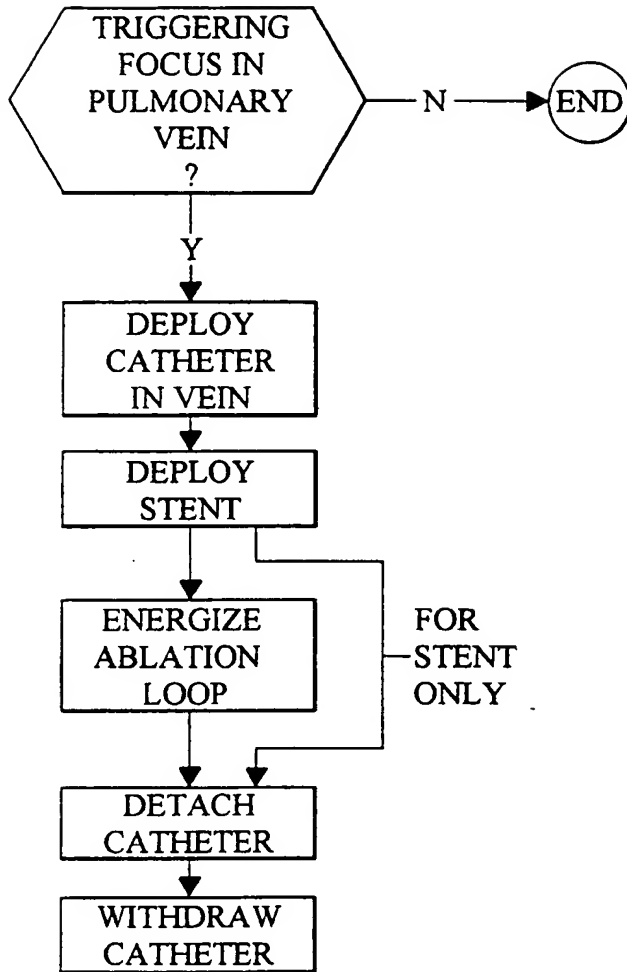 TRIGGERING
FOCUS IN
PULMONARY
VEIN
?
N
END
Y
DEPLOY
CATHETER
IN VEIN
DEPLOY
STENT
ENERGIZE
ABLATION
LOOP
FOR
STENT
ONLY
DETACH
CATHETER
WITHDRAW
CATHETER